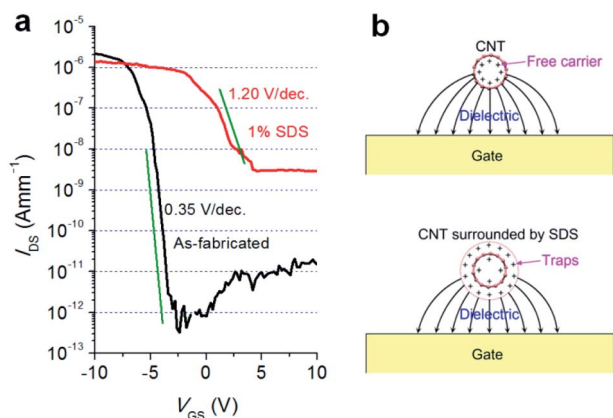 a
10⁻⁵
10⁻⁶
10⁻⁷
10⁻⁸
10⁻⁹
10⁻¹⁰
10⁻¹¹
10⁻¹²
10⁻¹³
I_DS (Amm⁻¹)
1.20 V/dec.
1% SDS
0.35 V/dec.
As-fabricated
-10 -5 0 5 10
V_GS (V)
b
CNT
Free carrier
Dielectric
Gate
CNT surrounded by SDS
Traps
Dielectric
Gate